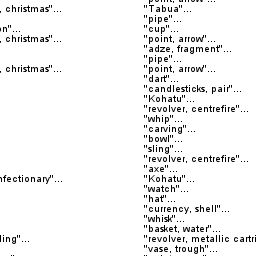 , christmas"...
on"...
, christmas"...
, christmas"...
nfectionary"...
ling"...
"Tabua"...
"pipe"...
"cup"...
"point, arrow"...
"adze, fragment"...
"pipe"...
"point, arrow"...
"dart"...
"candlesticks, pair"...
"Kohatu"...
"revolver, centrefire"...
"whip"...
"carving"...
"bowl"...
"sling"...
"revolver, centrefire"...
"axe"...
"Kohatu"...
"watch"...
"hat"...
"currency, shell"...
"whisk"...
"basket, water"...
"revolver, metallic cartri
"vase, trough"...